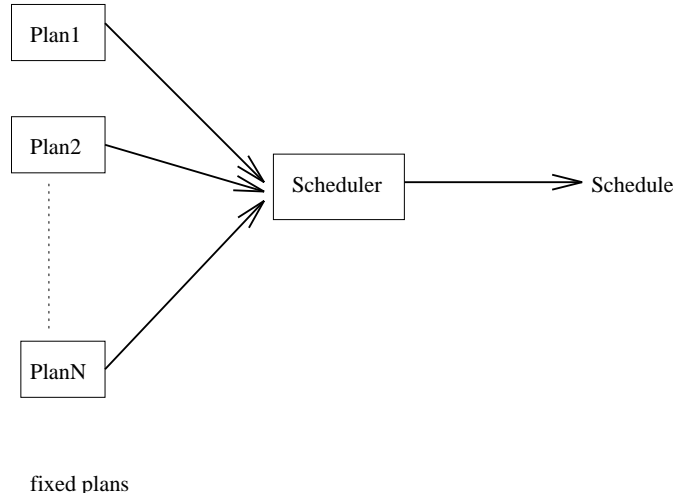 Plan1
Plan2
Scheduler
Schedule
PlanN
fixed plans